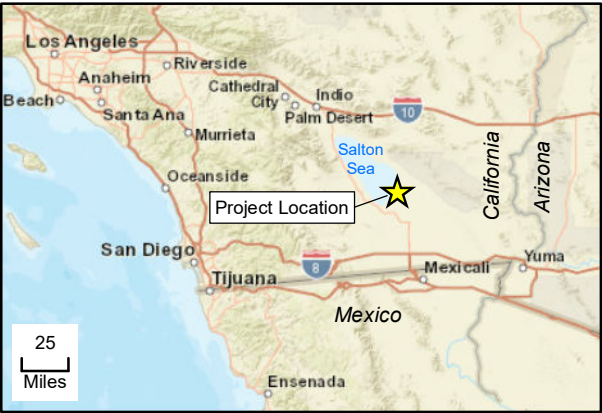 Los Angeles
Riverside
Anaheim
Cathedral
City
Indio
Beach
Santa Ana
Palm Desert
10
Murrieta
Salton
Sea
California
Arizona
Oceanside
Project Location
San Diego
8
Yuma
Mexicali
Tijuana
Mexico
25
Miles
Ensenada